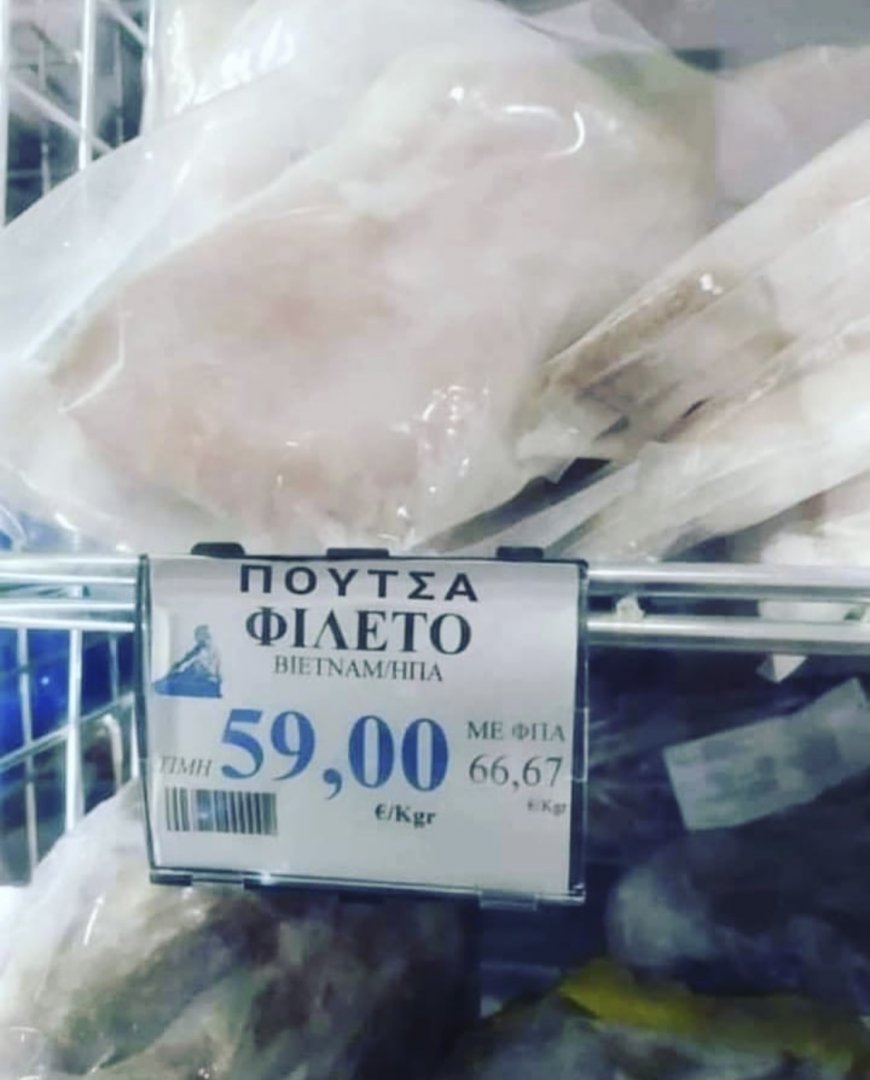 ΠΟΥΤΣΑ
ΦΙΛΕΤΟ
ΒΙΕΤΝΑΜ/ΗΠΑ
ΤΙΜΗ 59,00
€/Kgr
ΜΕ ΦΠΑ
66,67
€/Kgr